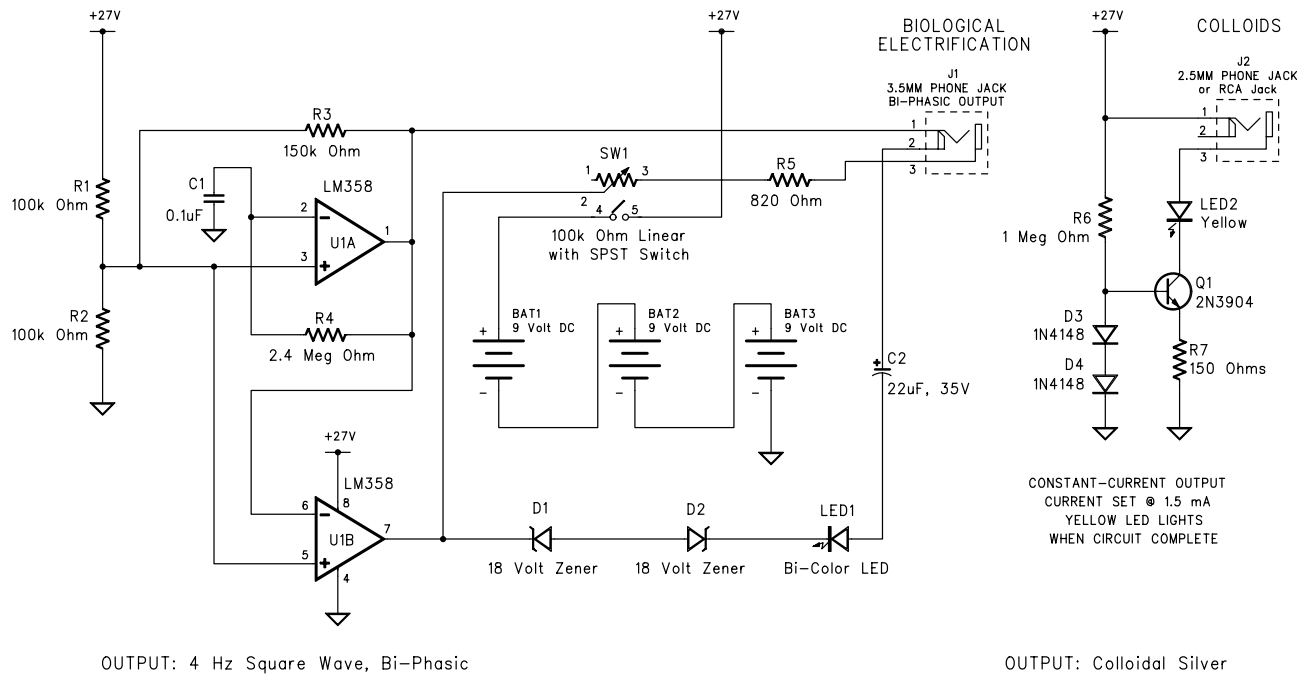 +27V
+27V
+27V
BIOLOGICAL
ELECTRIFICATION
COLLOIDS
J1
3.5MM PHONE JACK
BI-PHASIC OUTPUT
1
2
3
J2
2.5MM PHONE JACK
or RCA Jack
1
2
3
R3
150k Ohm
SW1
1
3
2
4
5
100k Ohm Linear
with SPST Switch
R5
820 Ohm
R1
100k Ohm
C1
0.1uF
LM358
2
3
1
U1A
R2
100k Ohm
R4
2.4 Meg Ohm
BAT1
9 Volt DC
BAT2
9 Volt DC
BAT3
9 Volt DC
C2
22uF, 35V
R6
1 Meg Ohm
LED2
Yellow
Q1
2N3904
D3
1N4148
D4
1N4148
R7
150 Ohms
+27V
LM358
8
6
5
7
4
U1B
D1
18 Volt Zener
D2
18 Volt Zener
LED1
Bi-Color LED
CONSTANT-CURRENT OUTPUT
CURRENT SET @ 1.5 mA
YELLOW LED LIGHTS
WHEN CIRCUIT COMPLETE
OUTPUT: 4 Hz Square Wave, Bi-Phasic
OUTPUT: Colloidal Silver